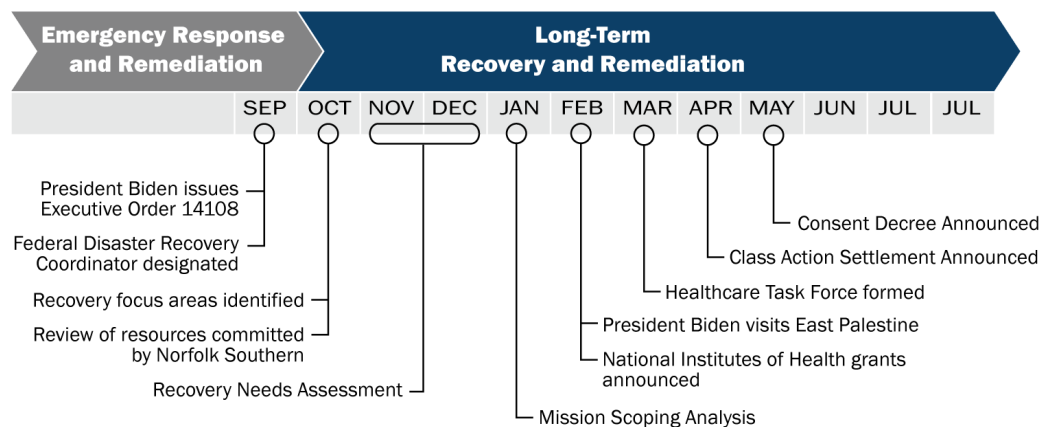 Emergency Response
and Remediation
Long-Term
Recovery and Remediation
SEP OCT NOV DEC JAN FEB MAR APR MAY JUN JUL JUL
President Biden issues
Executive Order 14108
Federal Disaster Recovery
Coordinator designated
Recovery focus areas identified
Review of resources committed
by Norfolk Southern
Recovery Needs Assessment
Consent Decree Announced
Class Action Settlement Announced
Healthcare Task Force formed
President Biden visits East Palestine
National Institutes of Health grants
announced
Mission Scoping Analysis